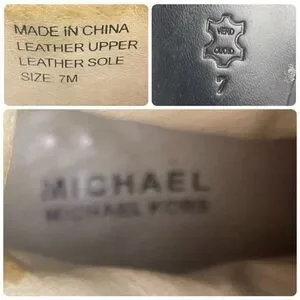 MADE IN CHINA
LEATHER UPPER
LEATHER SOLE
SIZE: 7M
VERO
CUOIO
7
MICHAEL
MICHAEL KORS